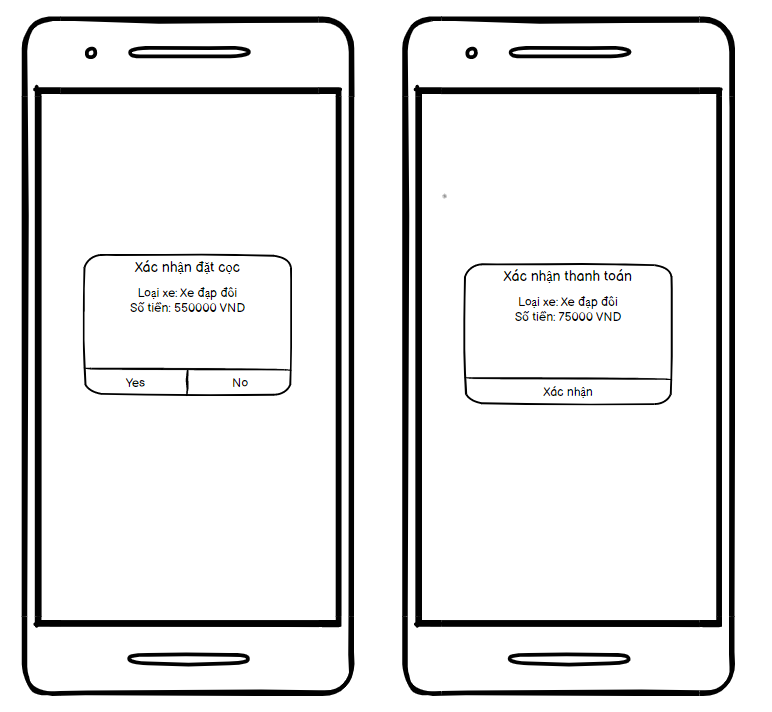 Xác nhận đặt cọc
Loại xe: Xe đạp đôi
Số tiền: 550000 VND
Yes
No
Xác nhận thanh toán
Loại xe: Xe đạp đôi
Số tiền: 75000 VND
Xác nhận